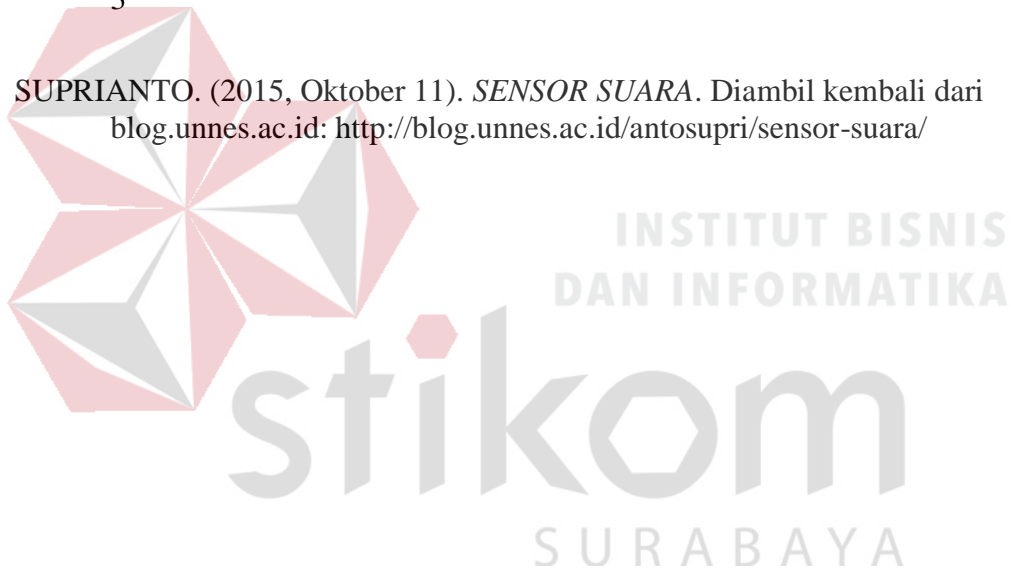 SUPRIANTO. (2015, Oktober 11). SENSOR SUARA. Diambil kembali dari
blog.unnes.ac.id: http://blog.unnes.ac.id/antosupri/sensor-suara/
INSTITUT BISNIS
DAN INFORMATIKA
stikom
SURABAYA